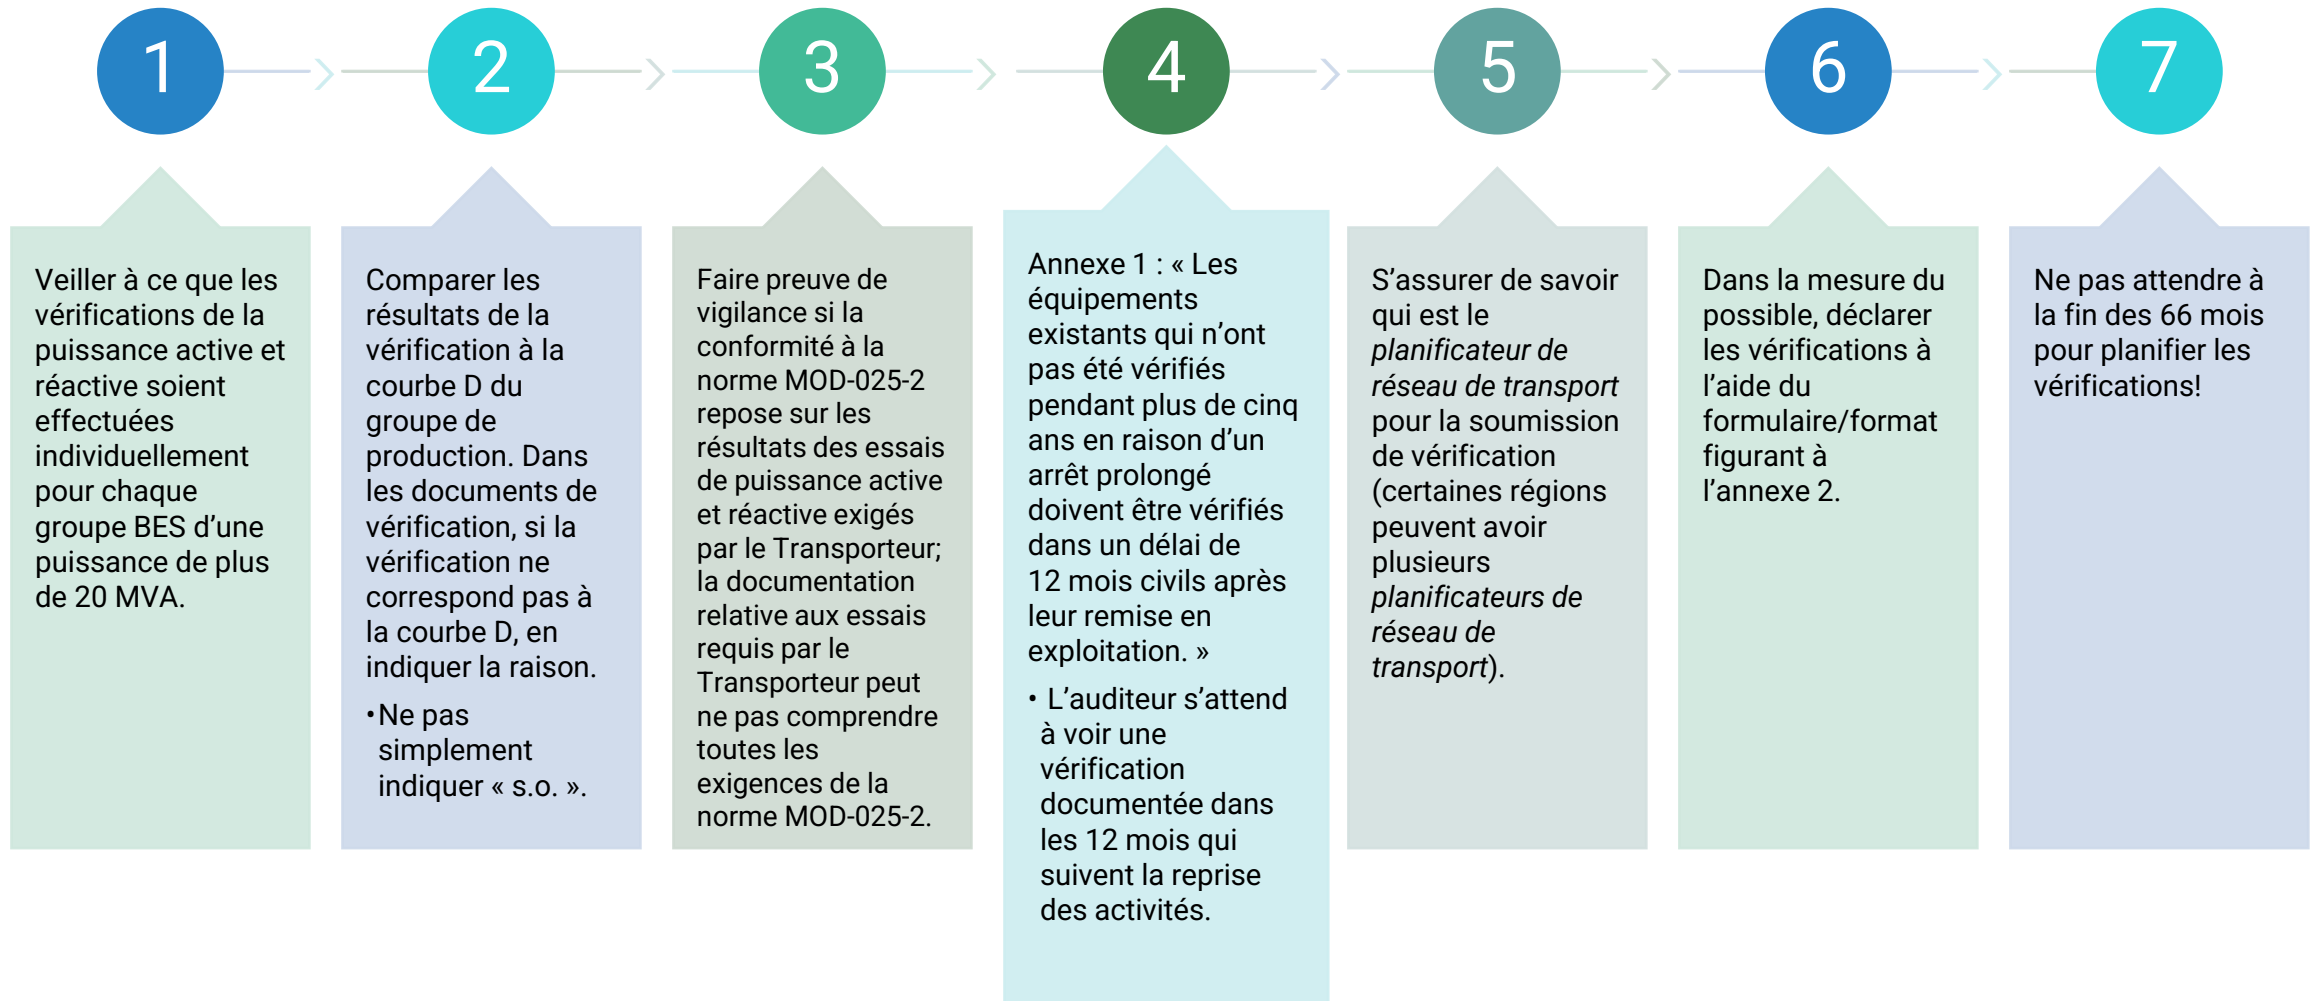 1
2
3
4
5
6
7
Veiller à ce que les
vérifications de la
puissance active et
réactive soient
effectuées
individuellement
pour chaque
groupe BES d’une
puissance de plus
de 20 MVA.
Comparer les
résultats de la
vérification à la
courbe D du
groupe de
production. Dans
les documents de
vérification, si la
vérification ne
correspond pas à
la courbe D, en
indiquer la raison.
•Ne pas
simplement
indiquer « s.o. ».
Faire preuve de
vigilance si la
conformité à la
norme MOD-025-2
repose sur les
résultats des essais
de puissance active
et réactive exigés
par le Transporteur;
la documentation
relative aux essais
requis par le
Transporteur peut
ne pas comprendre
toutes les
exigences de la
norme MOD-025-2.
Annexe 1 : « Les
équipements
existants qui n’ont
pas été vérifiés
pendant plus de cinq
ans en raison d’un
arrêt prolongé
doivent être vérifiés
dans un délai de
12 mois civils après
leur remise en
exploitation. »
• L’auditeur s’attend
à voir une
vérification
documentée dans
les 12 mois qui
suivent la reprise
des activités.
S’assurer de savoir
qui est le
planificateur de
réseau de transport
pour la soumission
de vérification
(certaines régions
peuvent avoir
plusieurs
planificateurs de
réseau de
transport).
Dans la mesure du
possible, déclarer
les vérifications à
l’aide du
formulaire/format
figurant à
l’annexe 2.
Ne pas attendre à
la fin des 66 mois
pour planifier les
vérifications!